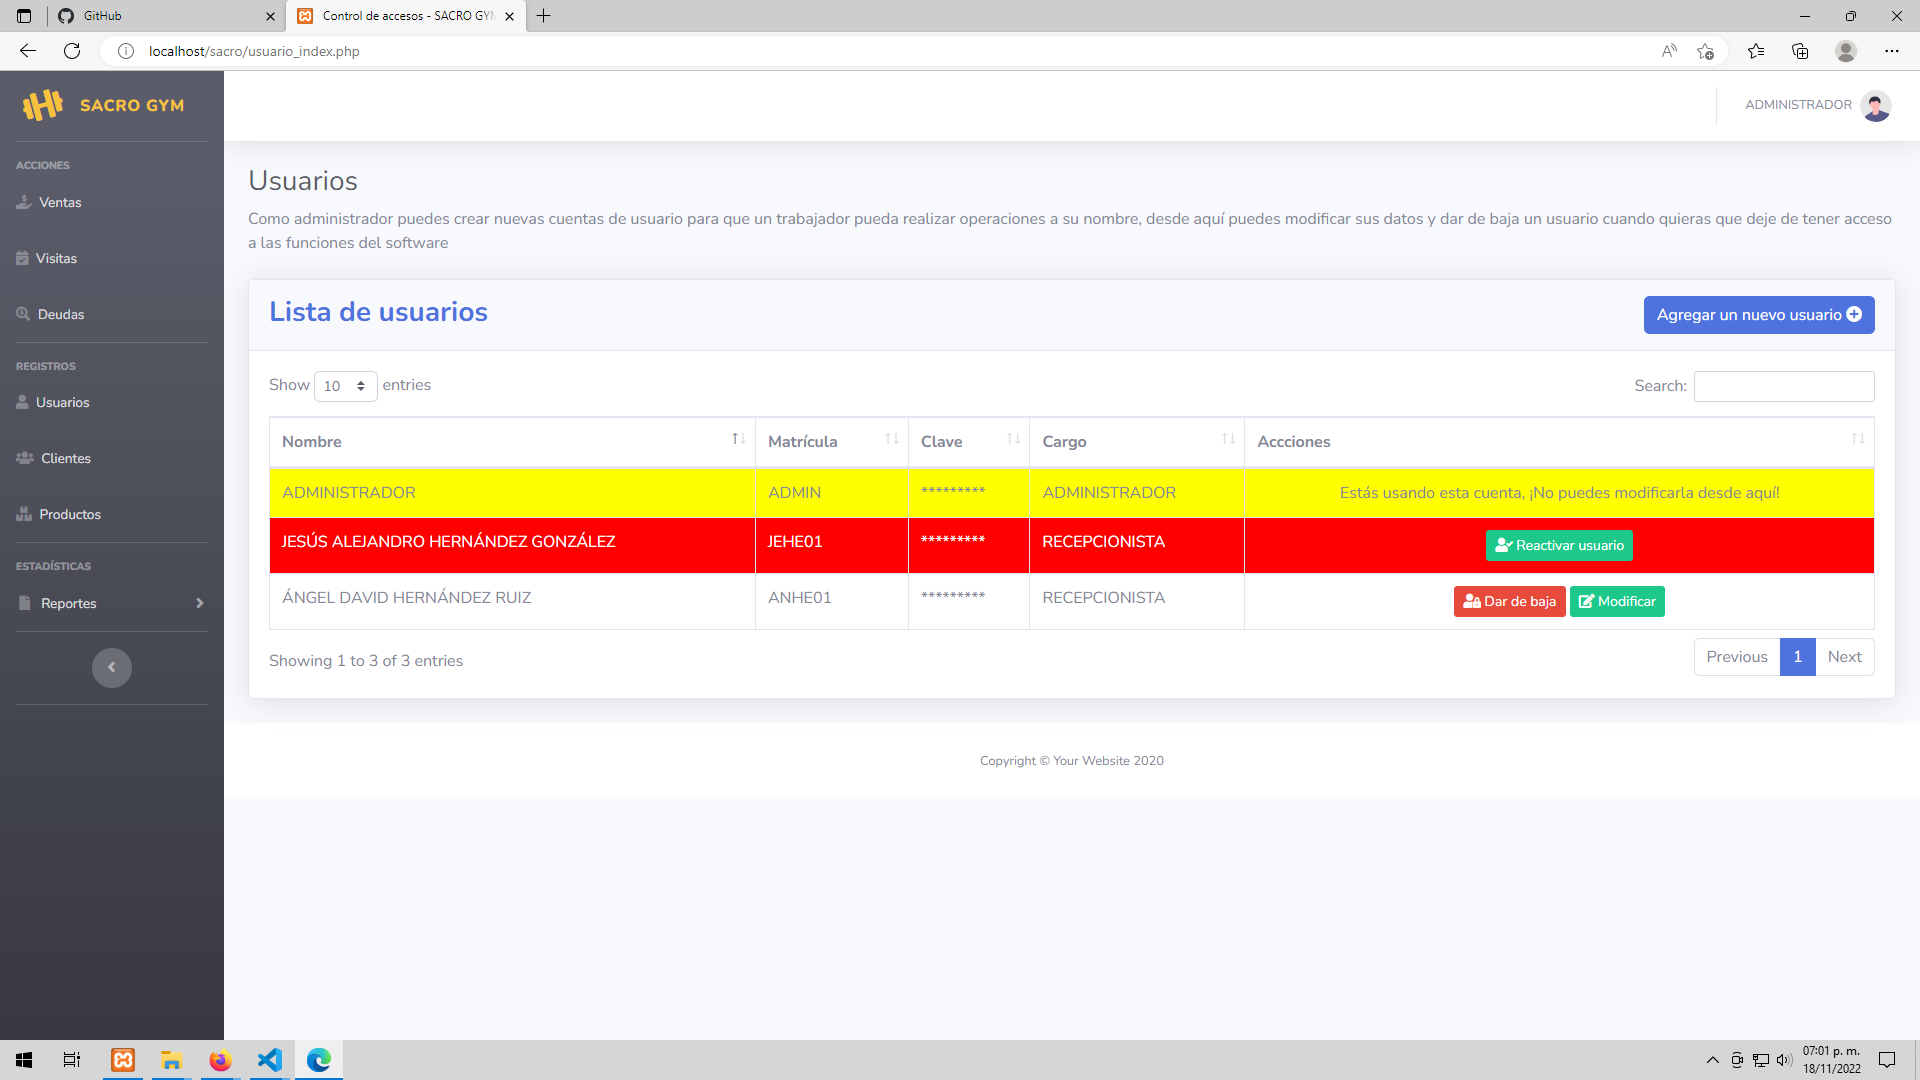 GitHub
Control de accesos - SACRO GYM
localhost/sacro/usuario_index.php
SACRO GYM
ADMINISTRADOR
ACCIONES
Ventas
Visitas
Deudas
REGISTROS
Usuarios
Clientes
Productos
ESTADÍSTICAS
Reportes
Usuarios
Como administrador puedes crear nuevas cuentas de usuario para que un trabajador pueda realizar operaciones a su nombre, desde aquí puedes modificar sus datos y dar de baja un usuario cuando quieras que deje de tener acceso
a las funciones del software
Lista de usuarios
Agregar un nuevo usuario
Show 10 entries
Search:
Nombre Matrícula Clave Cargo Accciones
ADMINISTRADOR ADMIN ********* ADMINISTRADOR Estás usando esta cuenta, ¡No puedes modificarla desde aquí!
JESÚS ALEJANDRO HERNÁNDEZ GONZÁLEZ JEHE01 ********* RECEPCIONISTA Reactivar usuario
ÁNGEL DAVID HERNÁNDEZ RUIZ ANHE01 ********* RECEPCIONISTA Dar de baja Modificar
Showing 1 to 3 of 3 entries
Previous 1 Next
Copyright © Your Website 2020
07:01 p. m.
18/11/2022